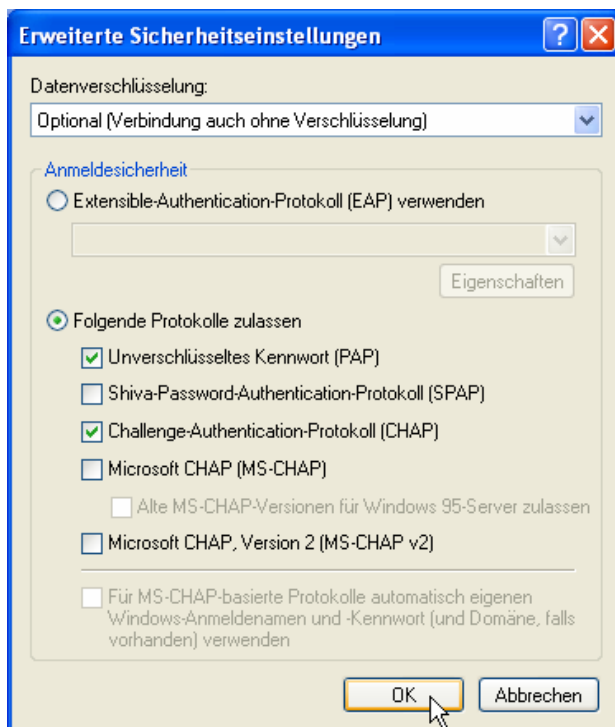 Erweiterte Sicherheitseinstellungen
Datenverschlüsselung:
Optional (Verbindung auch ohne Verschlüsselung)
Anmeldesicherheit
Extensible-Authentication-Protokoll (EAP) verwenden
Eigenschaften
Folgende Protokolle zulassen
Unverschlüsseltes Kennwort (PAP)
Shiva-Password-Authentication-Protokoll (SPAP)
Challenge-Authentication-Protokoll (CHAP)
Microsoft CHAP (MS-CHAP)
Alte MS-CHAP-Versionen für Windows 95-Server zulassen
Microsoft CHAP, Version 2 (MS-CHAP v2)
Für MS-CHAP-basierte Protokolle automatisch eigenen
Windows-Anmeldenamen und -Kennwort (und Domäne, falls
vorhanden) verwenden
OK
Abbrechen